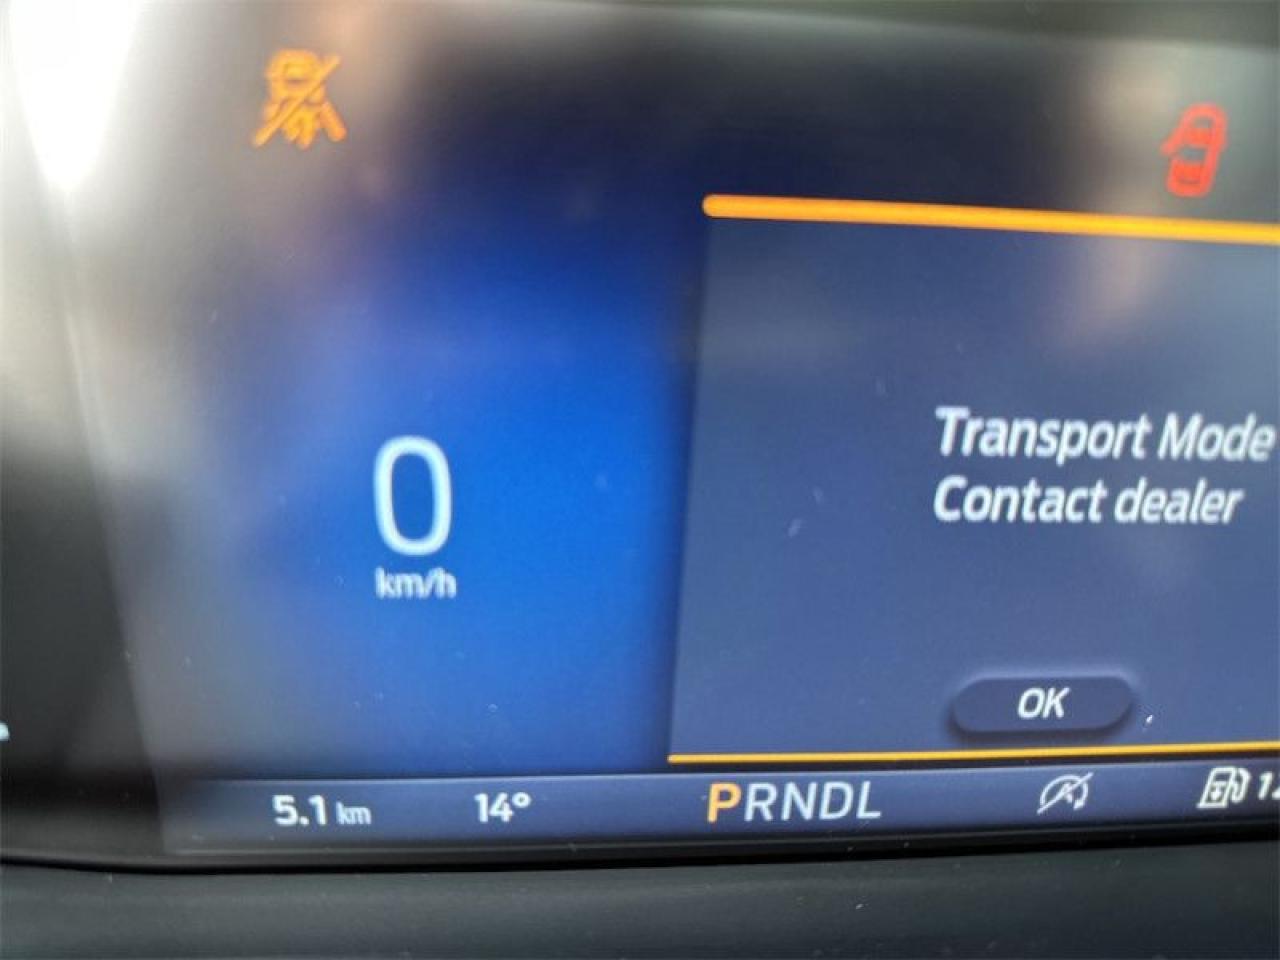 0
km/h
Transport Mode
Contact dealer
OK
5.1 km 14° PRNDL